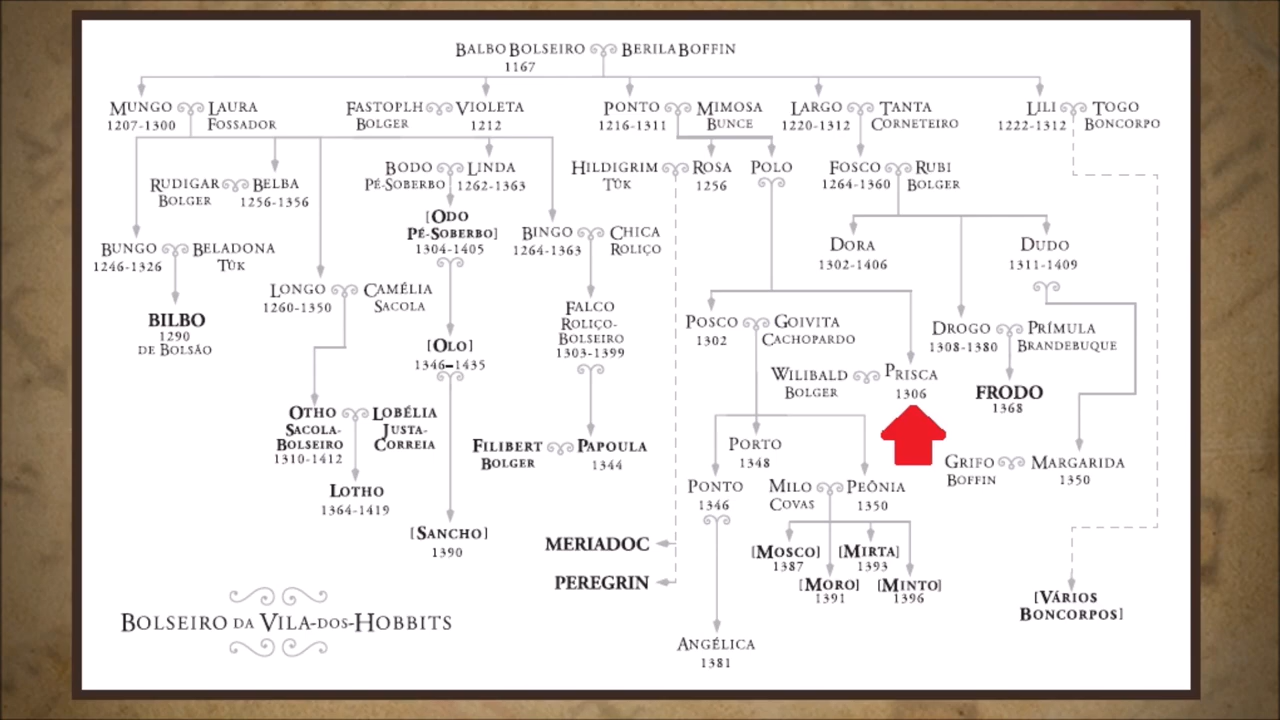 BALBO BOLSEIRO BERILA BOFFIN
1167
MUNGO LAURA FASTOPLH VIOLETA PONTO MIMOSA LARGO TANTA LILI TOGO
1207-1300 FOSSADOR BOLGER 1212 1216-1311 BUNCE 1220-1312 CORNETEIRO 1222-1312 BONCORPO
BODO LINDA HILDIGRIM ROSA POLO FOSCO RUBI
RUDIGAR BELBA PÉ-SOBERBO 1262-1363 TÛK 1256 1264-1360 BOLGER
BOLGER 1256-1356
[ODO
PÉ-SOBERBO] BINGO CHICA
BUNGO BELADONA 1304-1405 1264-1363 ROLIÇO DORA DUDO
1246-1326 TÛK 1302-1406 1311-1409
LONGO CAMÉLIA
1260-1350 SACOLA
BILBO FALCO
1290 ROLIÇO-
DE BOLSÃO BOLSEIRO
1303-1399
POSCO GOIVITA DROGO PRÍMULA
1302 CACHOPARDO 1308-1380 BRANDEBUQUE
[OLO]
1346–1435
WILIBALD PRISCA
BOLGER 1306
FRODO
1368
OTHO LOBÉLIA
SACOLA- JUSTA-
BOLSEIRO CORREIA
1310-1412
FILIBERT PAPOULA
BOLGER 1344
PORTO
1348
GRIFO MARGARIDA
BOFFIN 1350
LOTHO
1364-1419
PONTO MILO PEÔNIA
1346 COVAS 1350
[SANCHO]
1390
MERIADOC
[MOSCO] [MIRTA]
1387 1393
PEREGRIN
[MORO] [MINTO]
1391 1396
[VÁRIOS
BONCORPOS]
BOLSEIRO DA VILA-DOS-HOBBITS
ANGÉLICA
1381